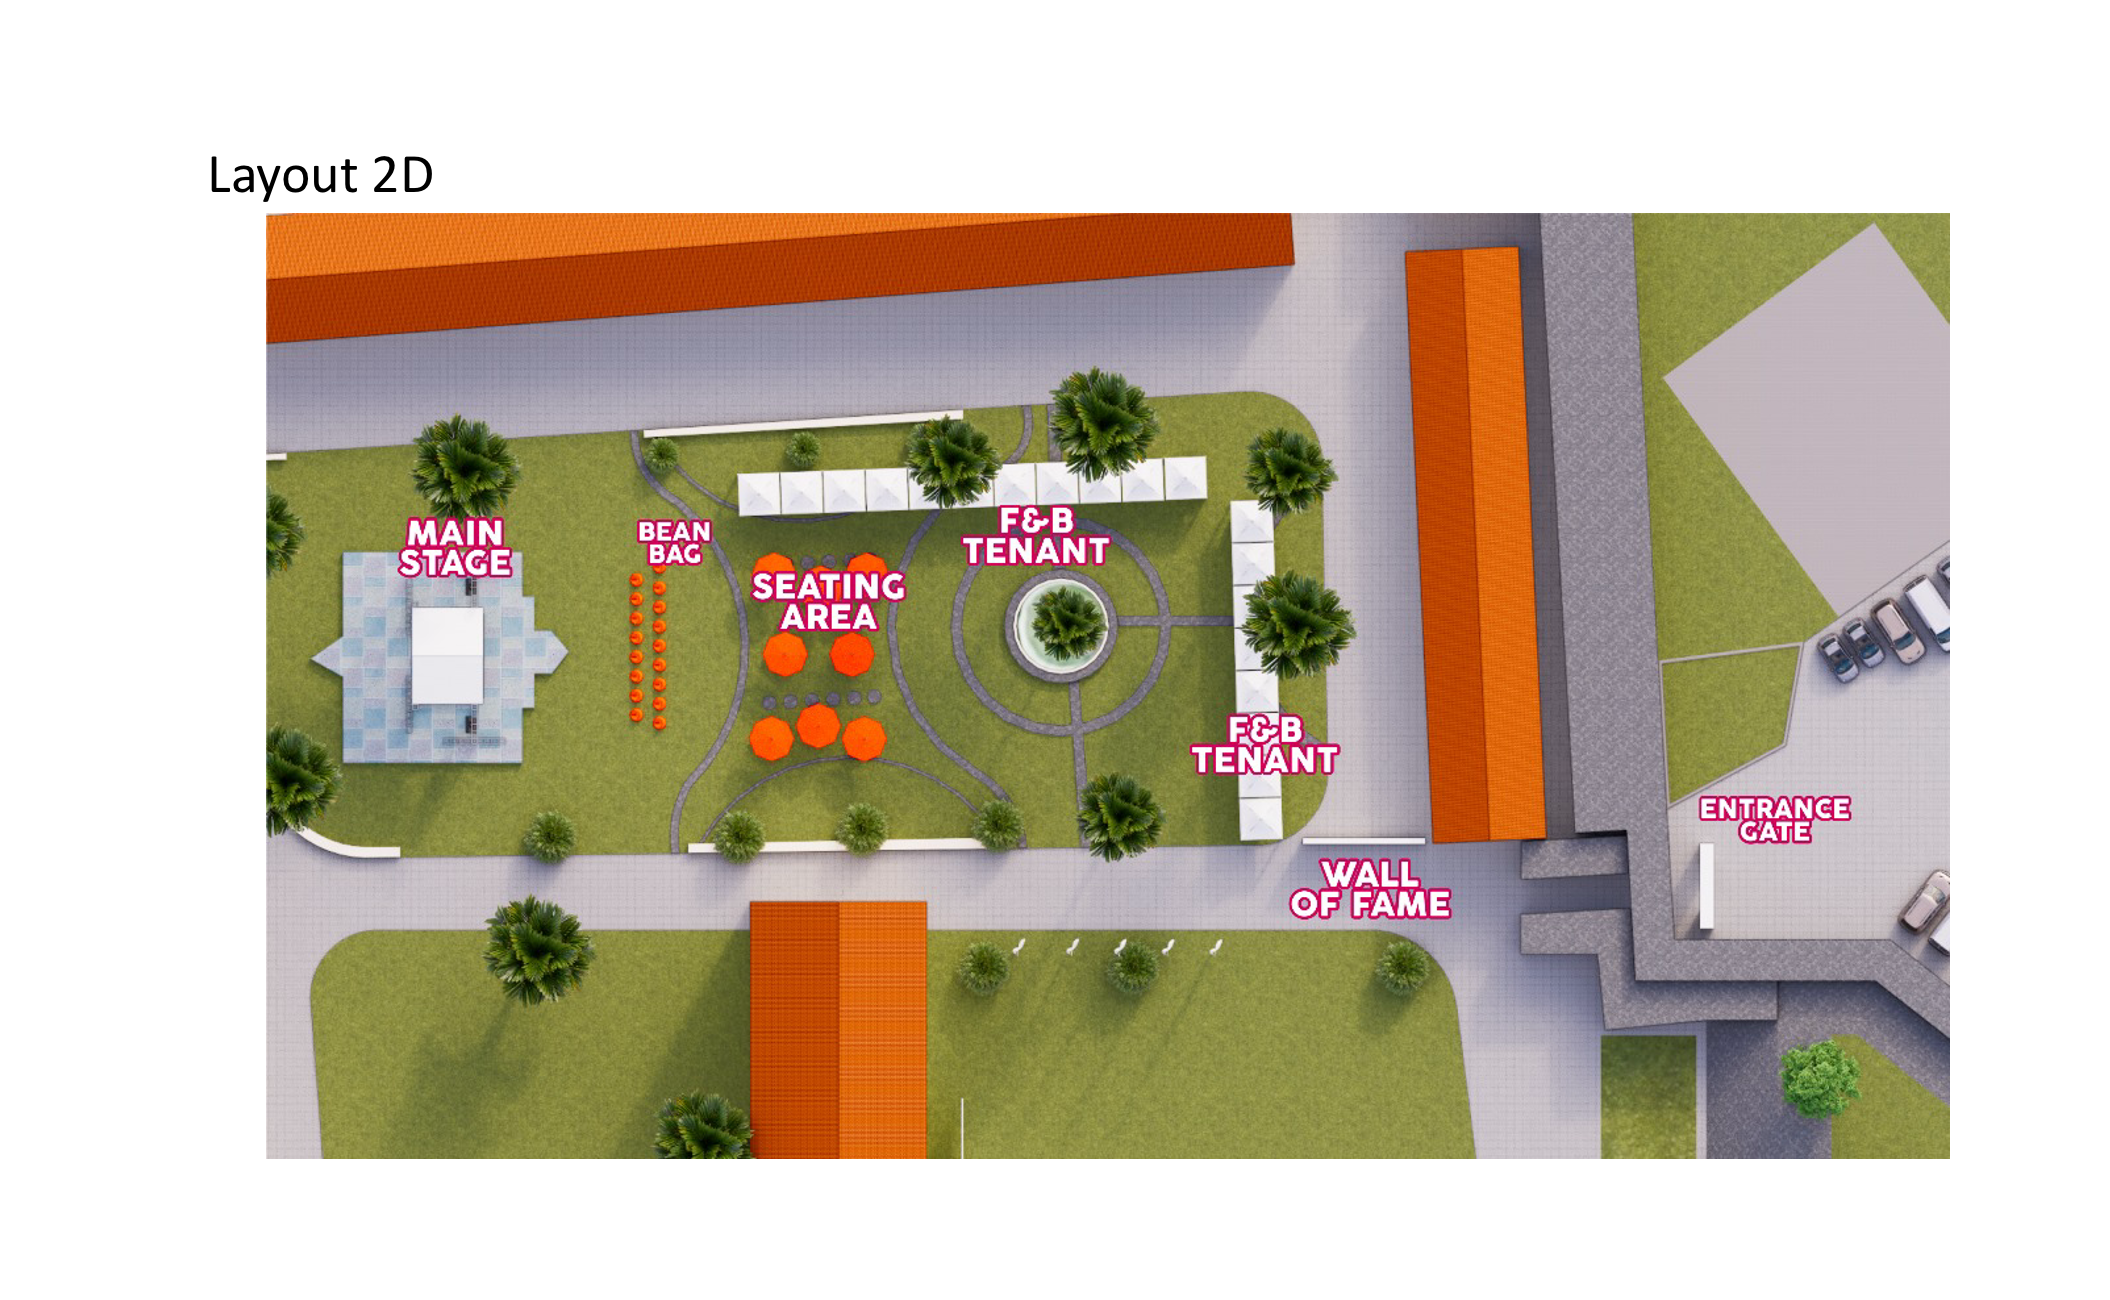 Layout 2D
MAIN
STAGE
BEAN
BAG
SEATING
AREA
F&B
TENANT
F&B
TENANT
WALL
OF FAME
ENTRANCE
GATE